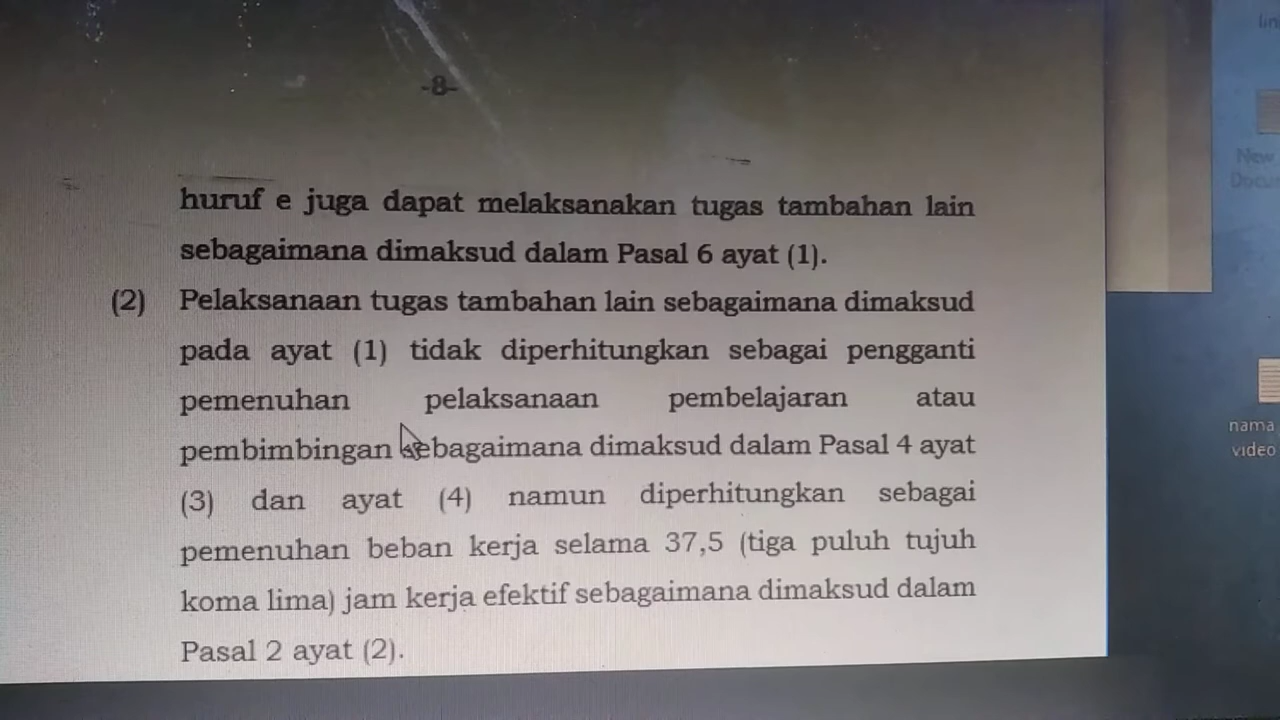 -8-
huruf e juga dapat melaksanakan tugas tambahan lain
sebagaimana dimaksud dalam Pasal 6 ayat (1).
(2) Pelaksanaan tugas tambahan lain sebagaimana dimaksud
pada ayat (1) tidak diperhitungkan sebagai pengganti
pemenuhan pelaksanaan pembelajaran atau
pembimbingan sebagaimana dimaksud dalam Pasal 4 ayat
(3) dan ayat (4) namun diperhitungkan sebagai
pemenuhan beban kerja selama 37,5 (tiga puluh tujuh
koma lima) jam kerja efektif sebagaimana dimaksud dalam
Pasal 2 ayat (2).
New
nama
video